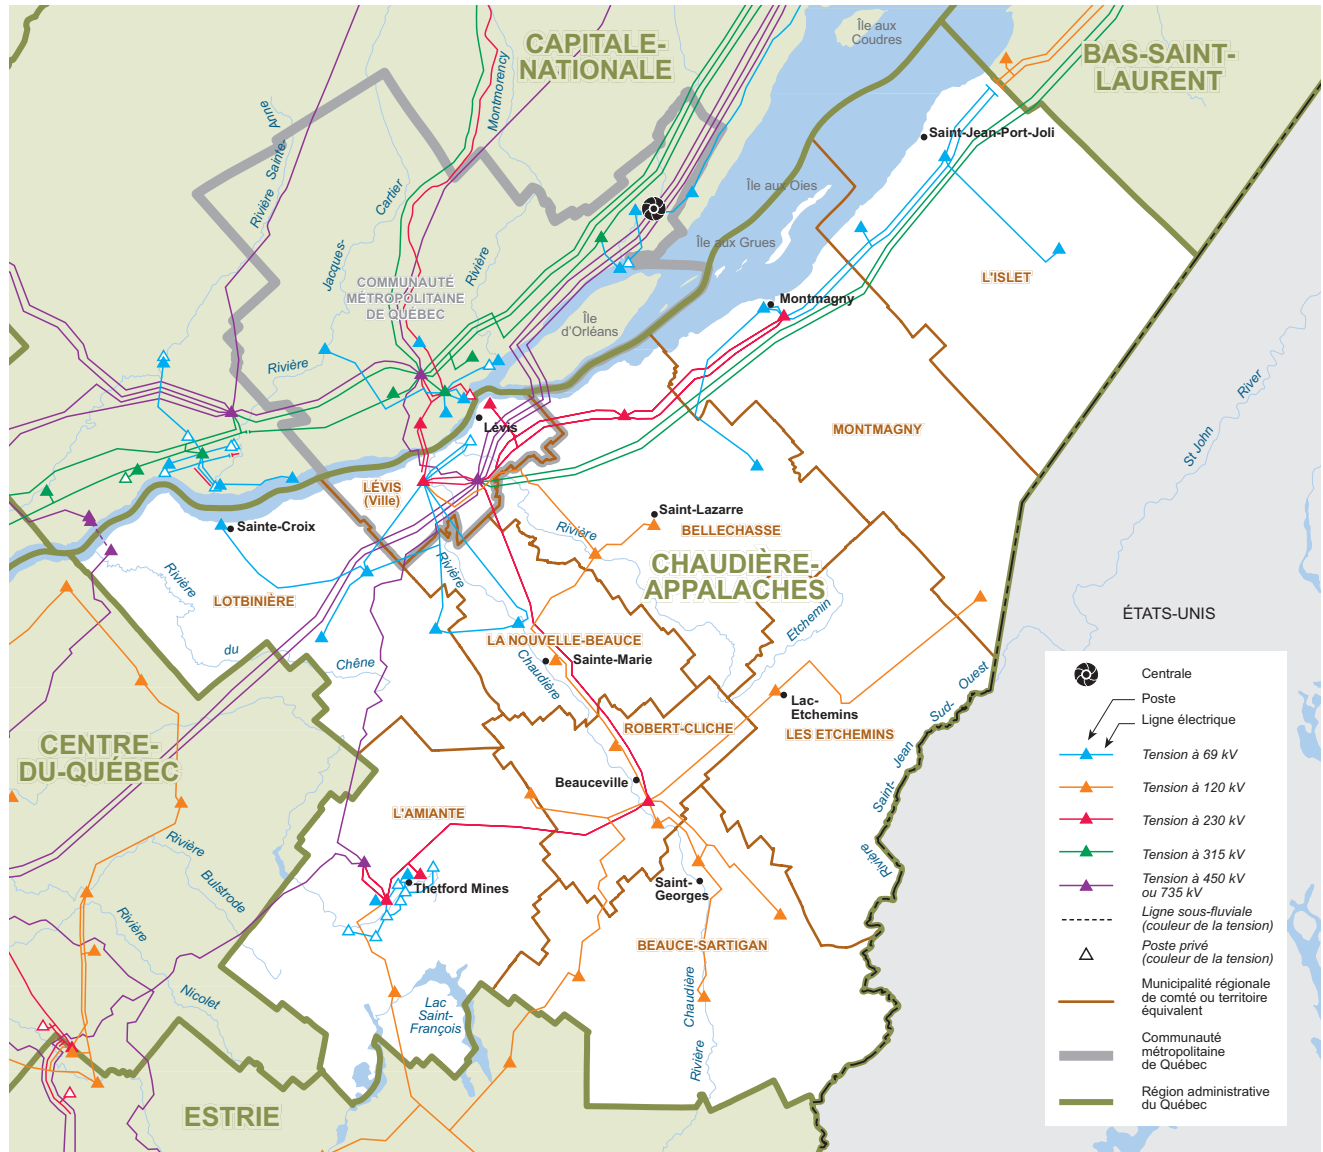 Île aux
Coudres
CAPITALE-
NATIONALE
BAS-SAINT-
LAURENT
Montmorency
Rivière Sainte-Anne
Saint-Jean-Port-Joli
Cartier
Île aux Oies
Jacques-
Rivière
Île aux Grues
L'ISLET
COMMUNAUTÉ
MÉTROPOLITAINE
DE QUÉBEC
Montmagny
Île
d'Orléans
Rivière
St John River
Lévis
MONTMAGNY
LÉVIS
(Ville)
Saint-Lazarre
Sainte-Croix
Rivière
BELLECHASSE
CHAUDIÈRE-
APPALACHES
Rivière
Rivière
LOTBINIÈRE
Etchemin
ÉTATS-UNIS
LA NOUVELLE-BEAUCE
du
Chêne
Sainte-Marie
Chaudière
Lac-
Etchemins
LES ETCHEMINS
Sud-Ouest
ROBERT-CLICHE
CENTRE-
DU-QUÉBEC
Saint-Jean
Beauceville
L'AMIANTE
Rivière
Rivière
Bulstrode
Thetford Mines
Saint-
Georges
Rivière
BEAUCE-SARTIGAN
Nicolet
Chaudière
Lac
Saint-
François
Rivière
ESTRIE
Centrale
Poste
Ligne électrique
Tension à 69 kV
Tension à 120 kV
Tension à 230 kV
Tension à 315 kV
Tension à 450 kV
ou 735 kV
Ligne sous-fluviale
(couleur de la tension)
Poste privé
(couleur de la tension)
Municipalité régionale
de comté ou territoire
équivalent
Communauté
métropolitaine
de Québec
Région administrative
du Québec